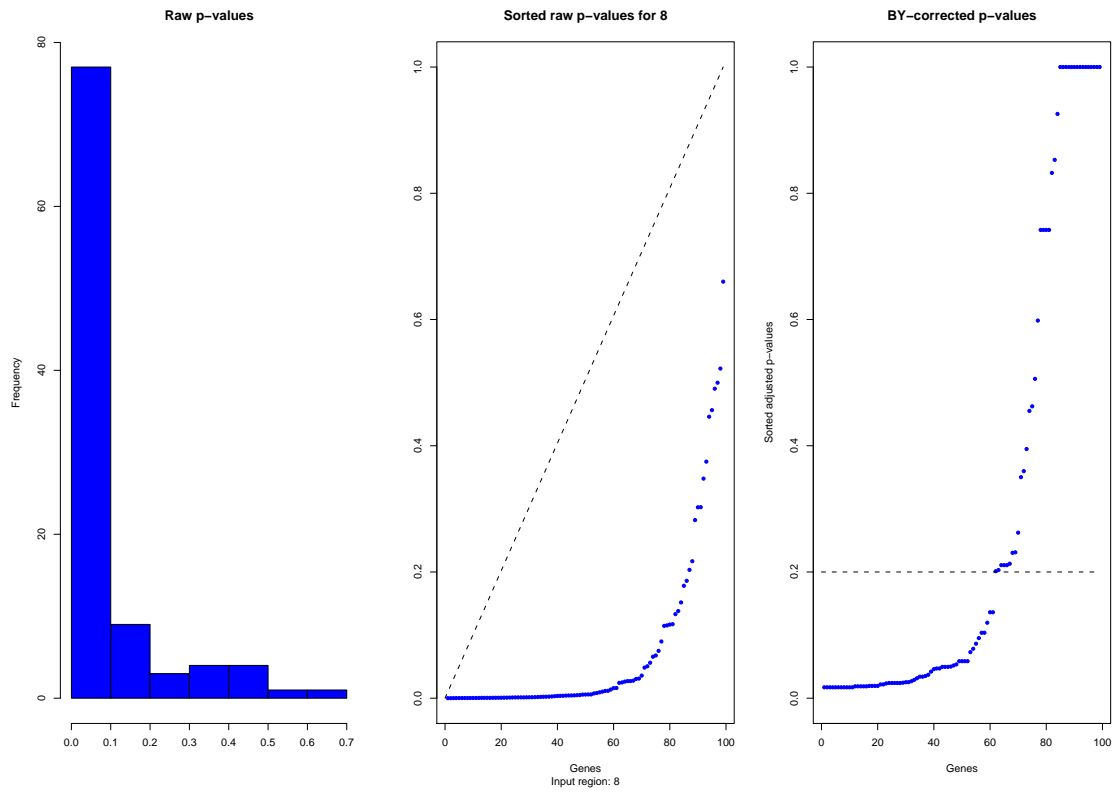 Raw p−values
Frequency
0
20
40
60
80
0.0 0.1 0.2 0.3 0.4 0.5 0.6 0.7
Sorted raw p−values for 8
0.0
0.2
0.4
0.6
0.8
1.0
0 20 40 60 80 100
Genes
Input region: 8
BY−corrected p−values
Sorted adjusted p−values
0.0
0.2
0.4
0.6
0.8
1.0
0 20 40 60 80 100
Genes